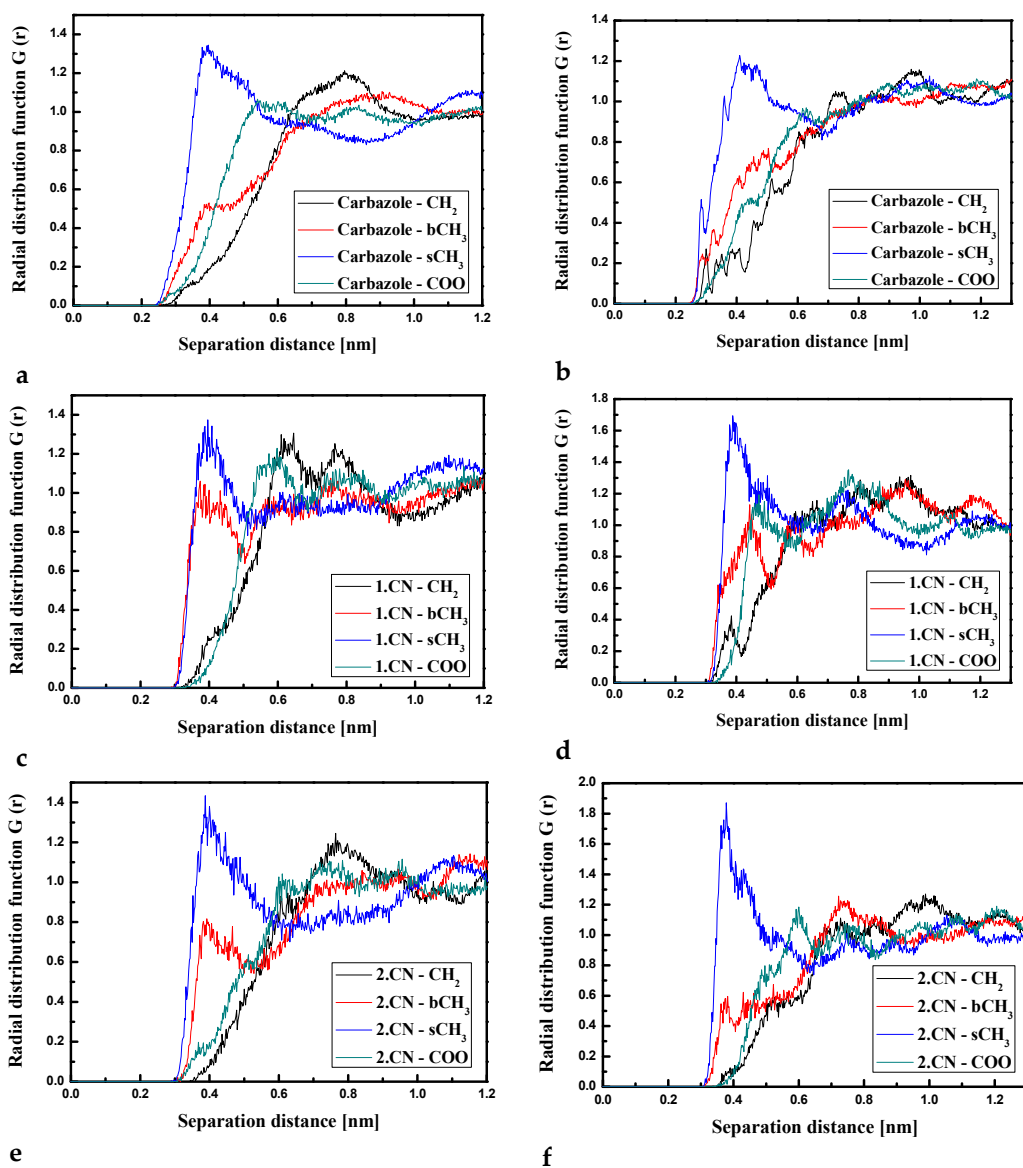 1.4
1.2
1.0
0.8
0.6
0.4
0.2
0.0
Radial distribution function G (r)
Carbazole - CH2
Carbazole - bCH3
Carbazole - sCH3
Carbazole - COO
0.0 0.2 0.4 0.6 0.8 1.0 1.2
Separation distance [nm]
a
1.4
1.2
1.0
0.8
0.6
0.4
0.2
0.0
Radial distribution function G (r)
Carbazole - CH2
Carbazole - bCH3
Carbazole - sCH3
Carbazole - COO
0.0 0.2 0.4 0.6 0.8 1.0 1.2
Separation distance [nm]
b
1.4
1.2
1.0
0.8
0.6
0.4
0.2
0.0
Radial distribution function G (r)
1.CN - CH2
1.CN - bCH3
1.CN - sCH3
1.CN - COO
0.0 0.2 0.4 0.6 0.8 1.0 1.2
Separation distance [nm]
c
1.8
1.6
1.4
1.2
1.0
0.8
0.6
0.4
0.2
0.0
Radial distribution function G (r)
1.CN - CH2
1.CN - bCH3
1.CN - sCH3
1.CN - COO
0.0 0.2 0.4 0.6 0.8 1.0 1.2
Separation distance [nm]
d
1.4
1.2
1.0
0.8
0.6
0.4
0.2
0.0
Radial distribution function G (r)
2.CN - CH2
2.CN - bCH3
2.CN - sCH3
2.CN - COO
0.0 0.2 0.4 0.6 0.8 1.0 1.2
Separation distance [nm]
e
2.0
1.8
1.6
1.4
1.2
1.0
0.8
0.6
0.4
0.2
0.0
Radial distribution function G (r)
2.CN - CH2
2.CN - bCH3
2.CN - sCH3
2.CN - COO
0.0 0.2 0.4 0.6 0.8 1.0 1.2
Separation distance [nm]
f